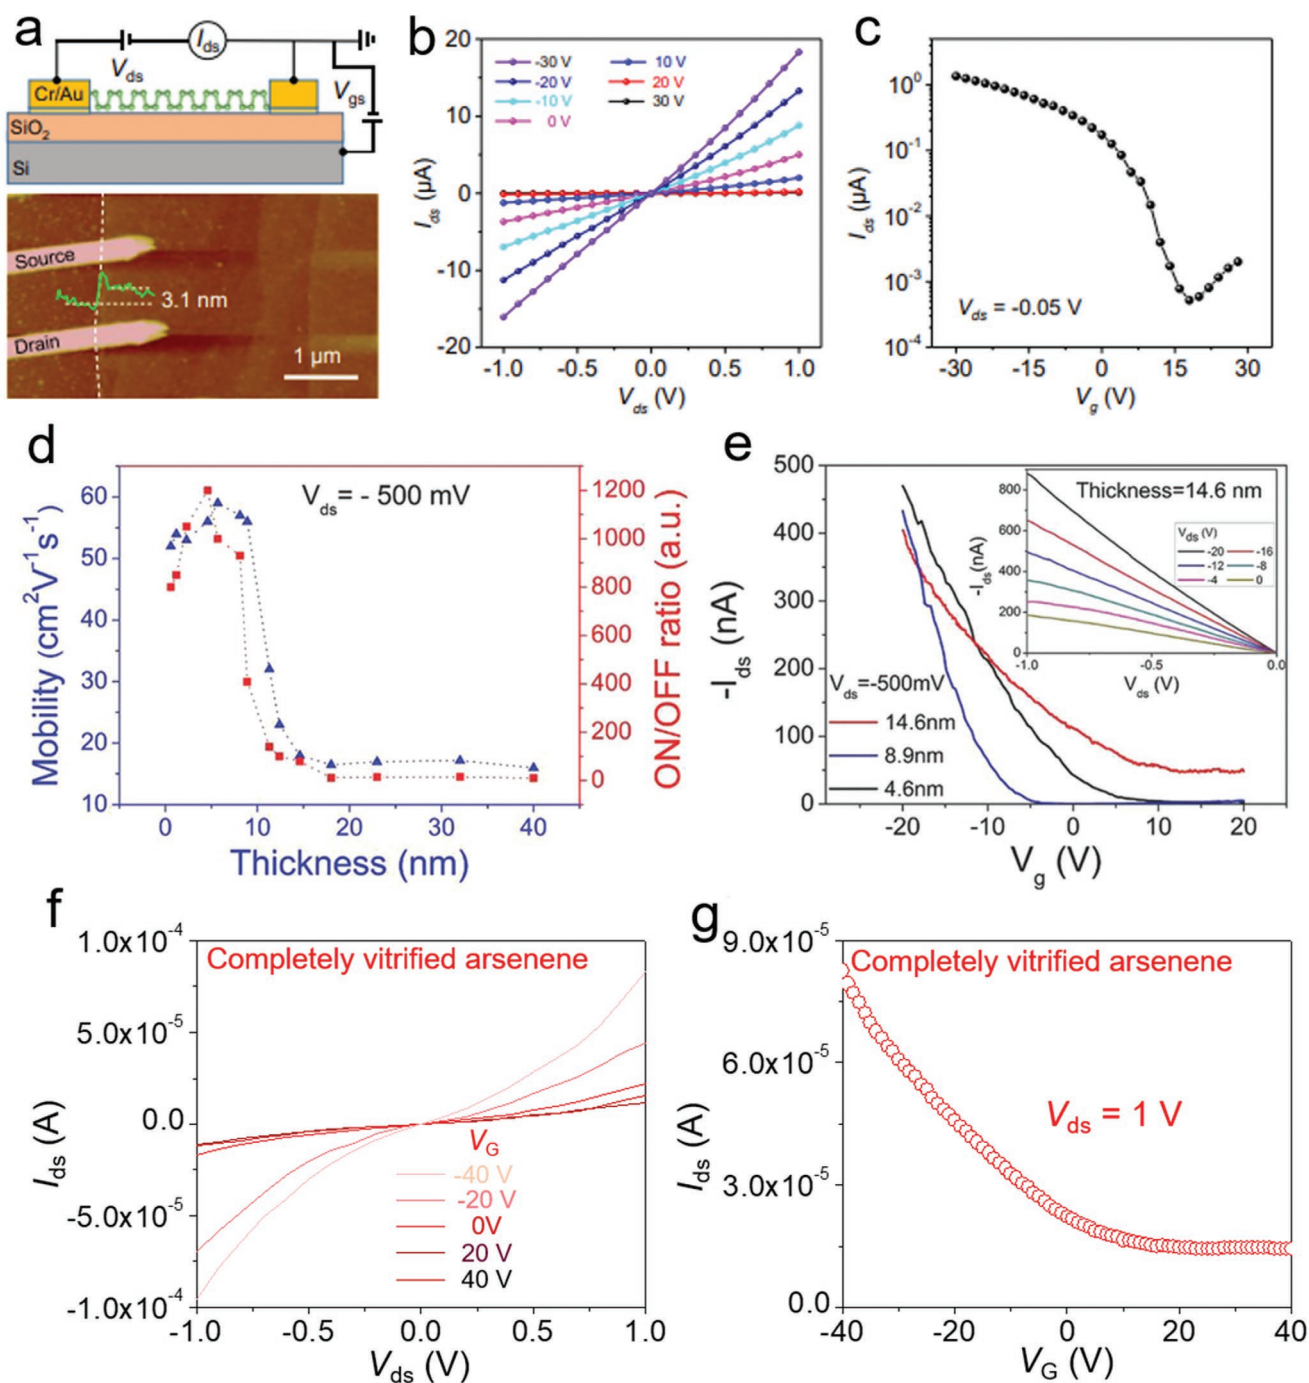 a
I_ds
V_ds
V_gs
Cr/Au
SiO₂
Si
Source
3.1 nm
Drain
1 μm
b
20
10
0
-10
-20
I_ds (μA)
-30 V
-20 V
-10 V
0 V
10 V
20 V
30 V
-1.0 -0.5 0.0 0.5 1.0
V_ds (V)
c
10⁰
10⁻¹
10⁻²
10⁻³
10⁻⁴
I_ds (μA)
V_ds = -0.05 V
-30 -15 0 15 30
V_g (V)
d
V_ds= - 500 mV
60
50
40
30
20
10
Mobility (cm²V⁻¹s⁻¹)
1200
1000
800
600
400
200
0
ON/OFF ratio (a.u.)
0 10 20 30 40
Thickness (nm)
e
500
400
300
200
100
0
-I_ds (nA)
V_ds=-500mV
14.6nm
8.9nm
4.6nm
-20 -10 0 10 20
V_g (V)
Thickness=14.6 nm
V_ds (V)
-20 -16
-12 -8
-4 0
800
600
400
200
0
-I_ds(nA)
-1.0 -0.5 0.0
V_ds (V)
f
Completely vitrified arsenene
1.0x10⁻⁴
5.0x10⁻⁵
0.0
-5.0x10⁻⁵
-1.0x10⁻⁴
I_ds (A)
V_G
-40 V
-20 V
0V
20 V
40 V
-1.0 -0.5 0.0 0.5 1.0
V_ds (V)
g
Completely vitrified arsenene
9.0x10⁻⁵
6.0x10⁻⁵
3.0x10⁻⁵
0.0
I_ds (A)
V_ds = 1 V
-40 -20 0 20 40
V_G (V)